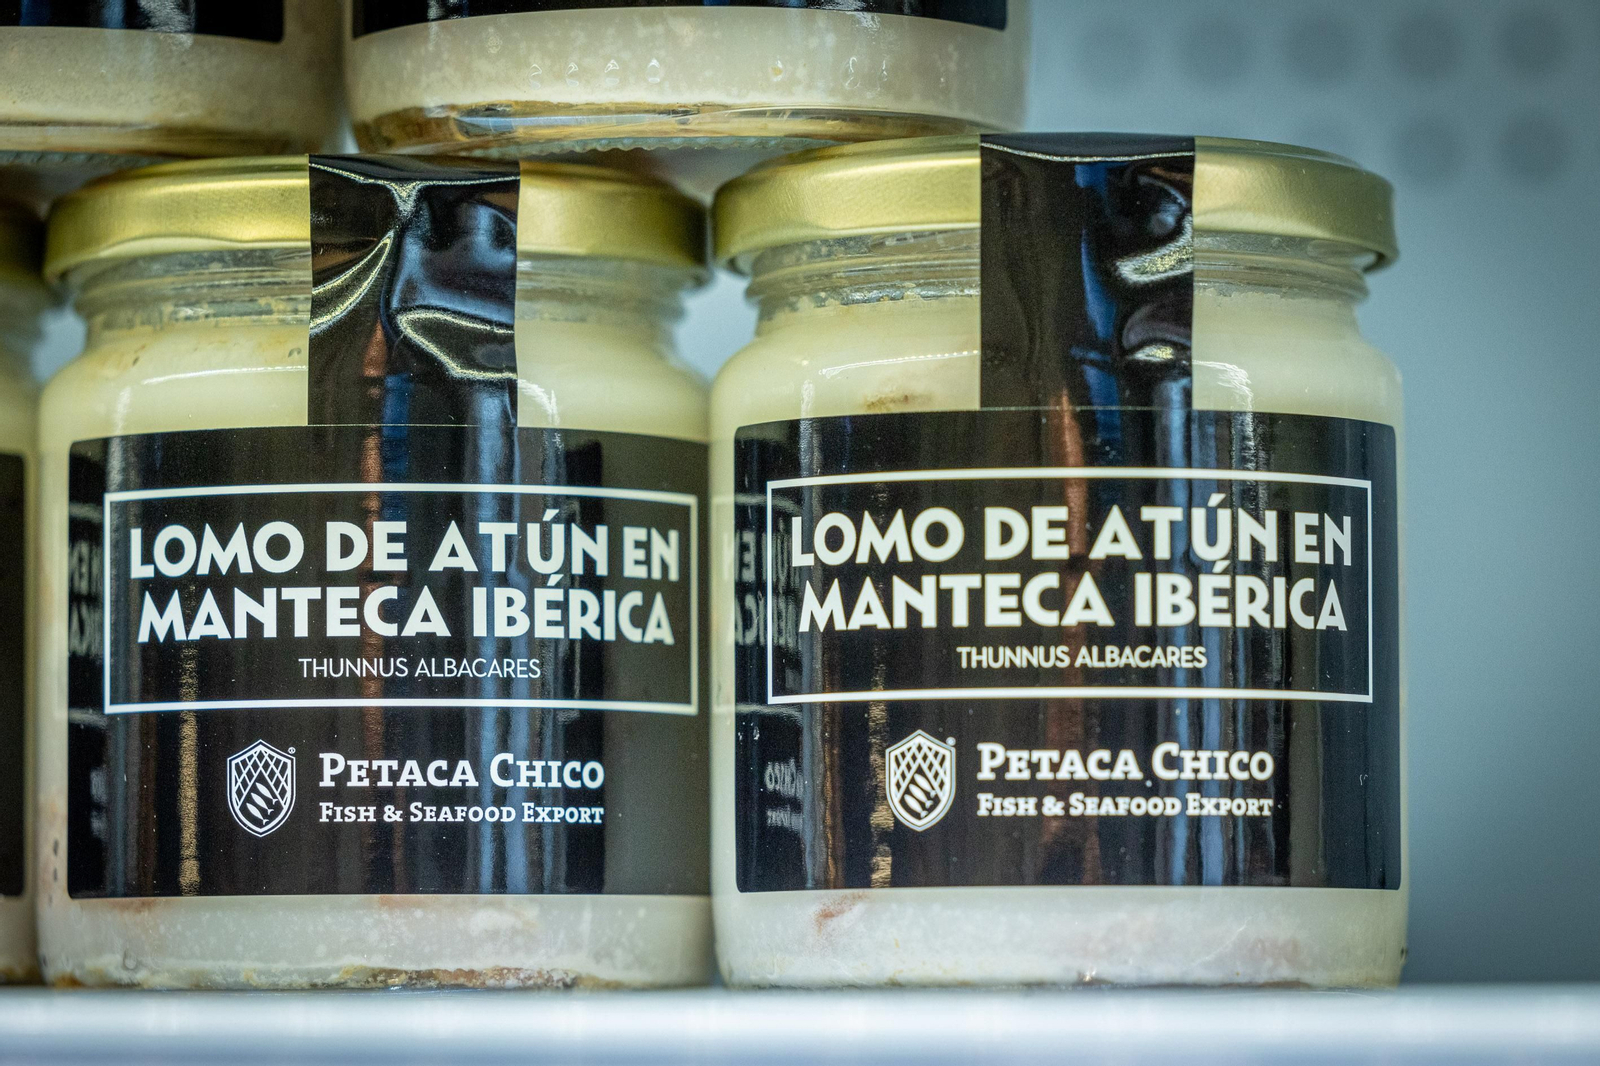 LOMO DE ATÚN EN
MANTECA IBÉRICA
THUNNUS ALBACARES
PETACA CHICO
FISH & SEAFOOD EXPORT
LOMO DE ATÚN EN
MANTECA IBÉRICA
THUNNUS ALBACARES
PETACA CHICO
FISH & SEAFOOD EXPORT